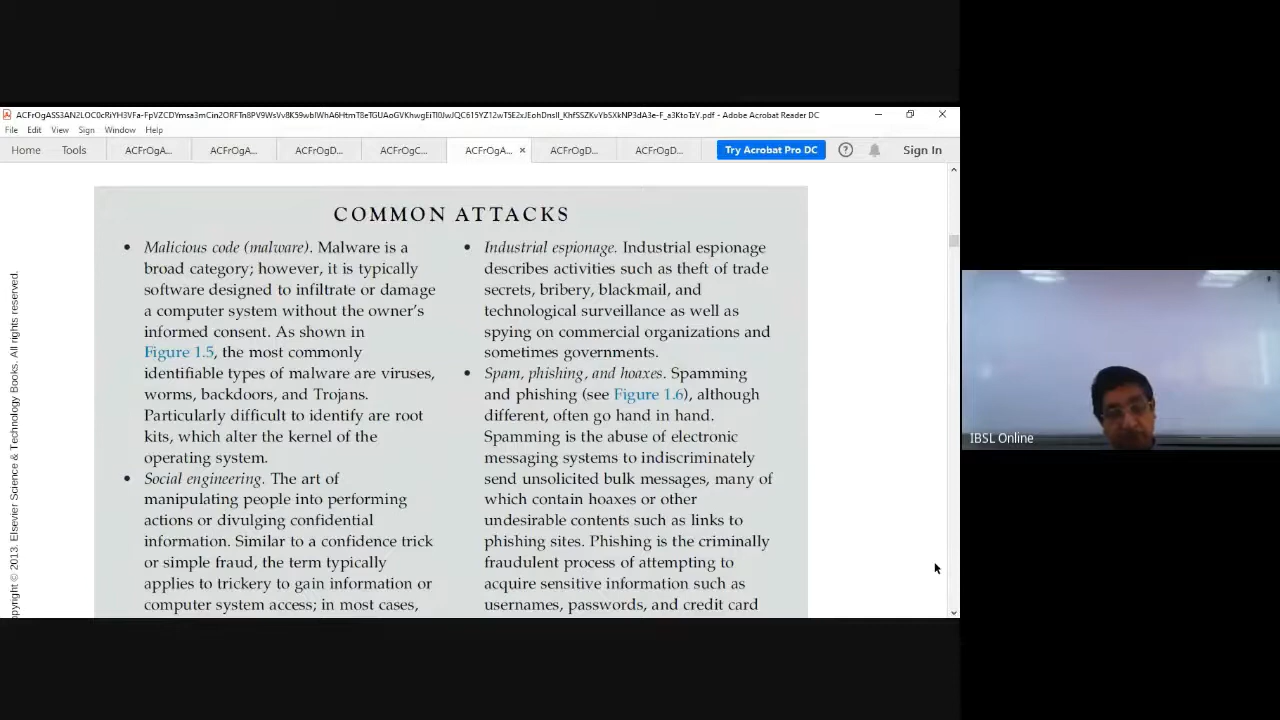 ACFrOgASS3AN2LOC0cRiYH3VFa-FpVZCDYmsa3mCin2ORFTn8PV9WsVv8K59wbIWhA6HtmT8eTGUAoGVKhwgEiTI0JwJQC615YZ12wT5E2xJEohDnslI_KhfSSZKvYbSXkNP3dA3e-F_a3KtoTzY.pdf - Adobe Acrobat Reader DC
File Edit View Sign Window Help
Home Tools ACFrOgA... ACFrOgA... ACFrOgD... ACFrOgC... ACFrOgA... × ACFrOgD... ACFrOgD... Try Acrobat Pro DC Sign In
COMMON ATTACKS
• Malicious code (malware). Malware is a
broad category; however, it is typically
software designed to infiltrate or damage
a computer system without the owner's
informed consent. As shown in
Figure 1.5, the most commonly
identifiable types of malware are viruses,
worms, backdoors, and Trojans.
Particularly difficult to identify are root
kits, which alter the kernel of the
operating system.
• Social engineering. The art of
manipulating people into performing
actions or divulging confidential
information. Similar to a confidence trick
or simple fraud, the term typically
applies to trickery to gain information or
computer system access; in most cases,
• Industrial espionage. Industrial espionage
describes activities such as theft of trade
secrets, bribery, blackmail, and
technological surveillance as well as
spying on commercial organizations and
sometimes governments.
• Spam, phishing, and hoaxes. Spamming
and phishing (see Figure 1.6), although
different, often go hand in hand.
Spamming is the abuse of electronic
messaging systems to indiscriminately
send unsolicited bulk messages, many of
which contain hoaxes or other
undesirable contents such as links to
phishing sites. Phishing is the criminally
fraudulent process of attempting to
acquire sensitive information such as
usernames, passwords, and credit card
opyright © 2013. Elsevier Science & Technology Books. All rights reserved.
IBSL Online